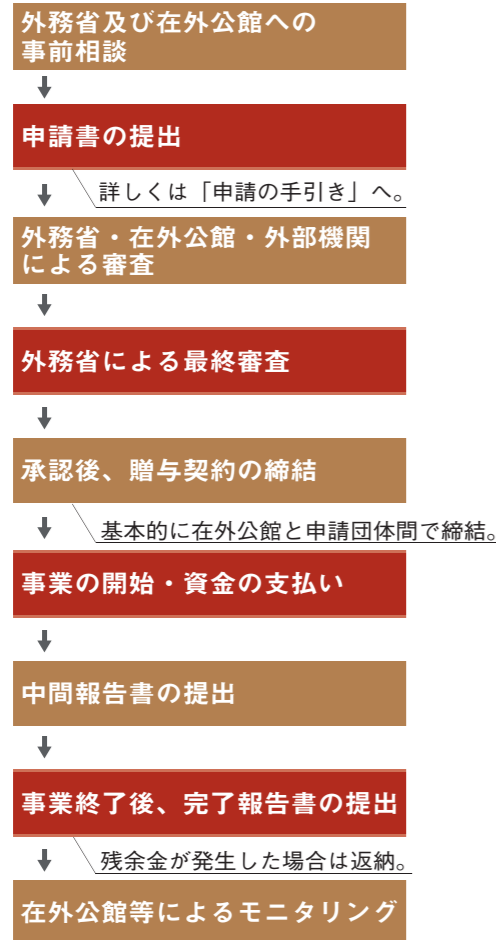 外務省及び在外公館への
事前相談
申請書の提出
詳しくは「申請の手引き」へ。
外務省・在外公館・外部機関
による審査
外務省による最終審査
承認後、贈与契約の締結
基本的に在外公館と申請団体間で締結。
事業の開始・資金の支払い
中間報告書の提出
事業終了後、完了報告書の提出
残余金が発生した場合は返納。
在外公館等によるモニタリング